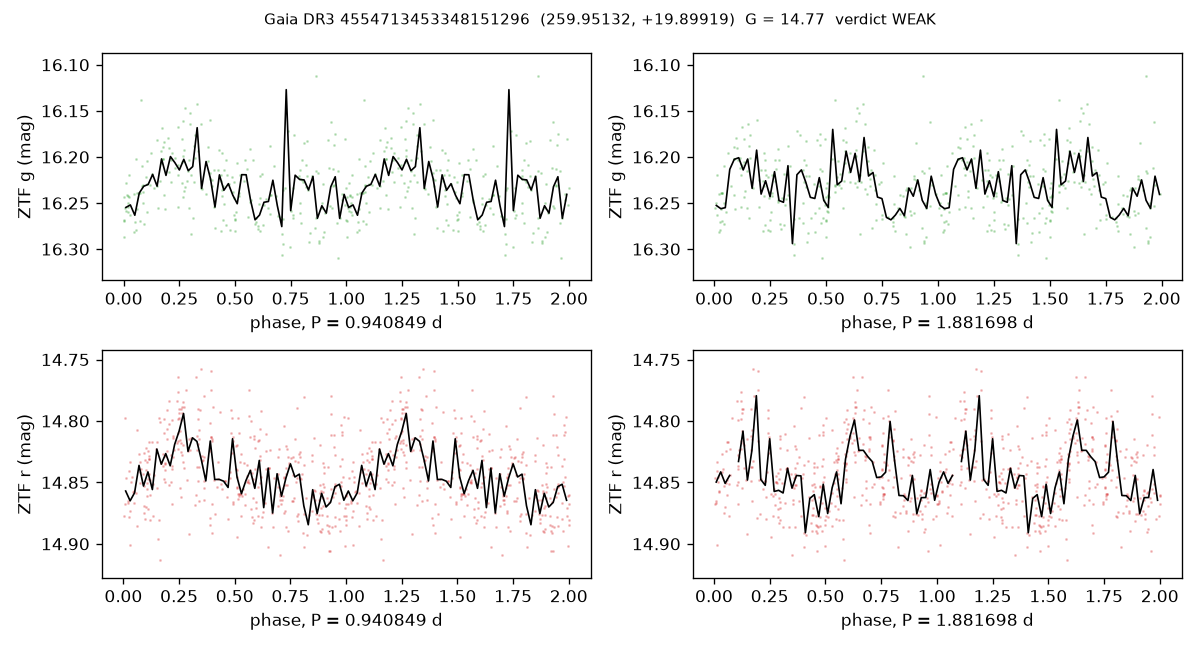 Gaia DR3 4554713453348151296 (259.95132, +19.89919) G = 14.77 verdict WEAK
ZTF g (mag)
16.10
16.15
16.20
16.25
16.30
0.00 0.25 0.50 0.75 1.00 1.25 1.50 1.75 2.00
phase, P = 0.940849 d
ZTF g (mag)
16.10
16.15
16.20
16.25
16.30
0.00 0.25 0.50 0.75 1.00 1.25 1.50 1.75 2.00
phase, P = 1.881698 d
ZTF r (mag)
14.75
14.80
14.85
14.90
0.00 0.25 0.50 0.75 1.00 1.25 1.50 1.75 2.00
phase, P = 0.940849 d
ZTF r (mag)
14.75
14.80
14.85
14.90
0.00 0.25 0.50 0.75 1.00 1.25 1.50 1.75 2.00
phase, P = 1.881698 d